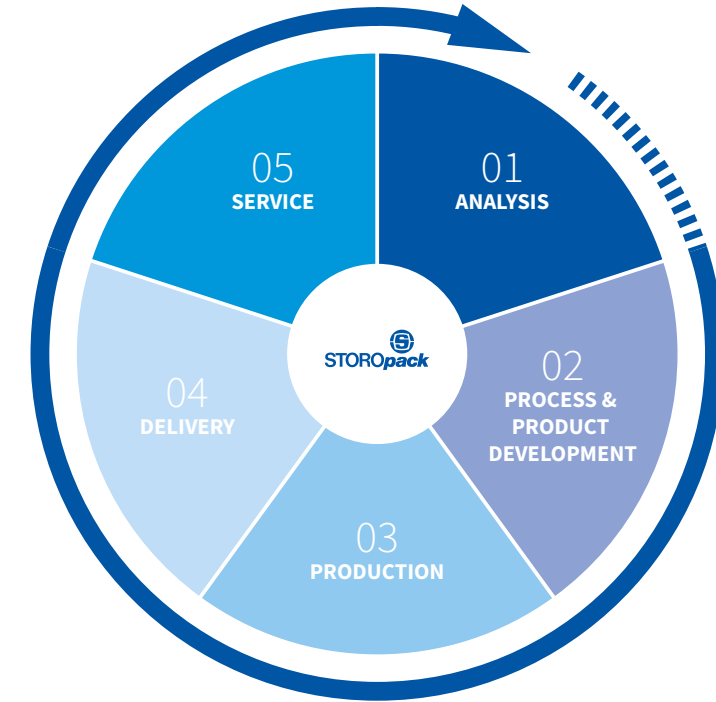 05
SERVICE
01
ANALYSIS
S
STOROpack
02
PROCESS &
PRODUCT
DEVELOPMENT
04
DELIVERY
03
PRODUCTION